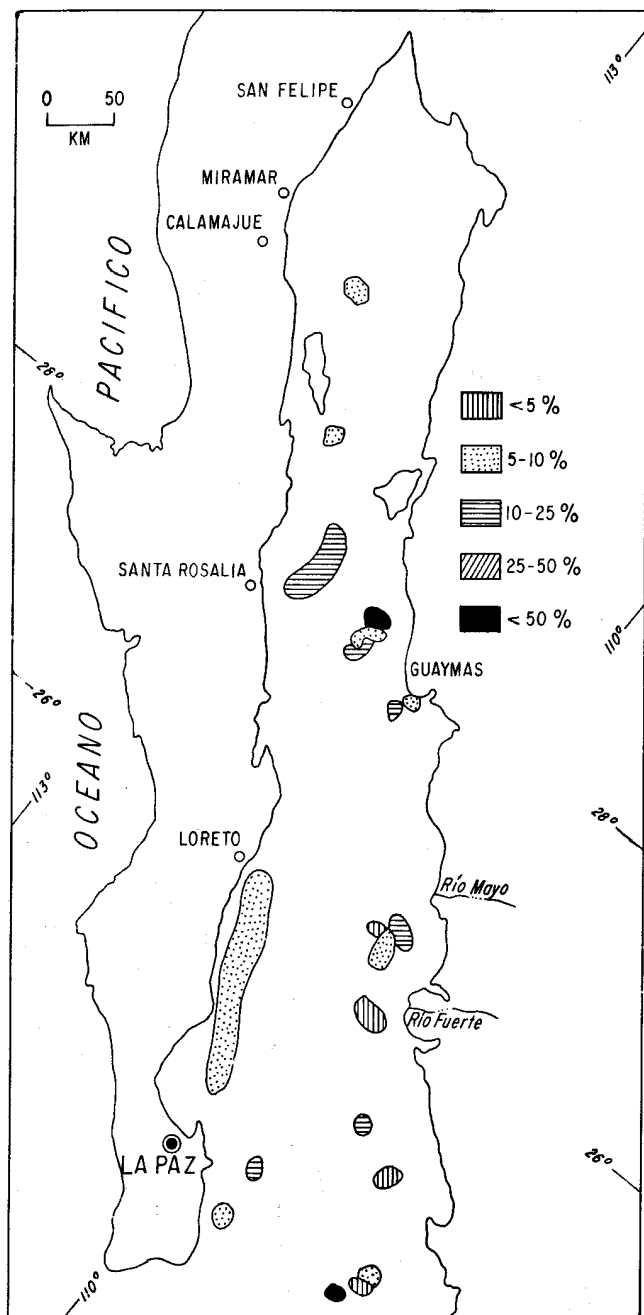 113°
SAN FELIPE
0 50
KM
MIRAMAR
CALAMAJUE
PACIFICO
28°
<5 %
5-10 %
10-25 %
25-50 %
<50 %
SANTA ROSALIA
110°
GUAYMAS
26°
OCEANO
113°
28°
LORETO
Río Mayo
Río Fuerte
LA PAZ
26°
110°